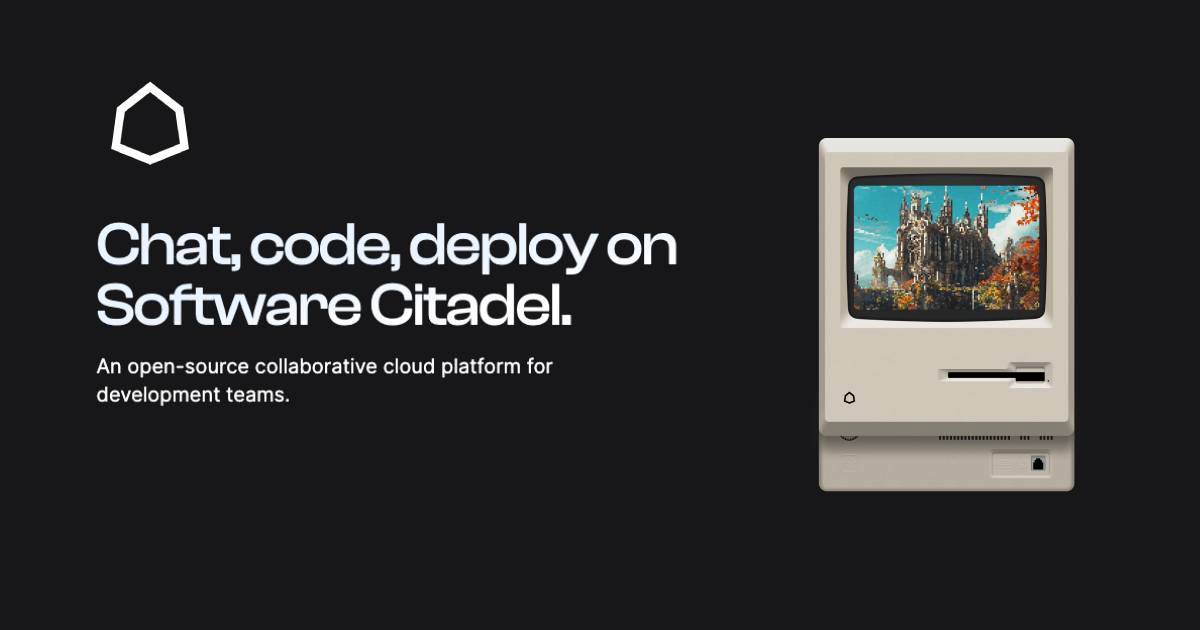 Chat, code, deploy on
Software Citadel.
An open-source collaborative cloud platform for
development teams.